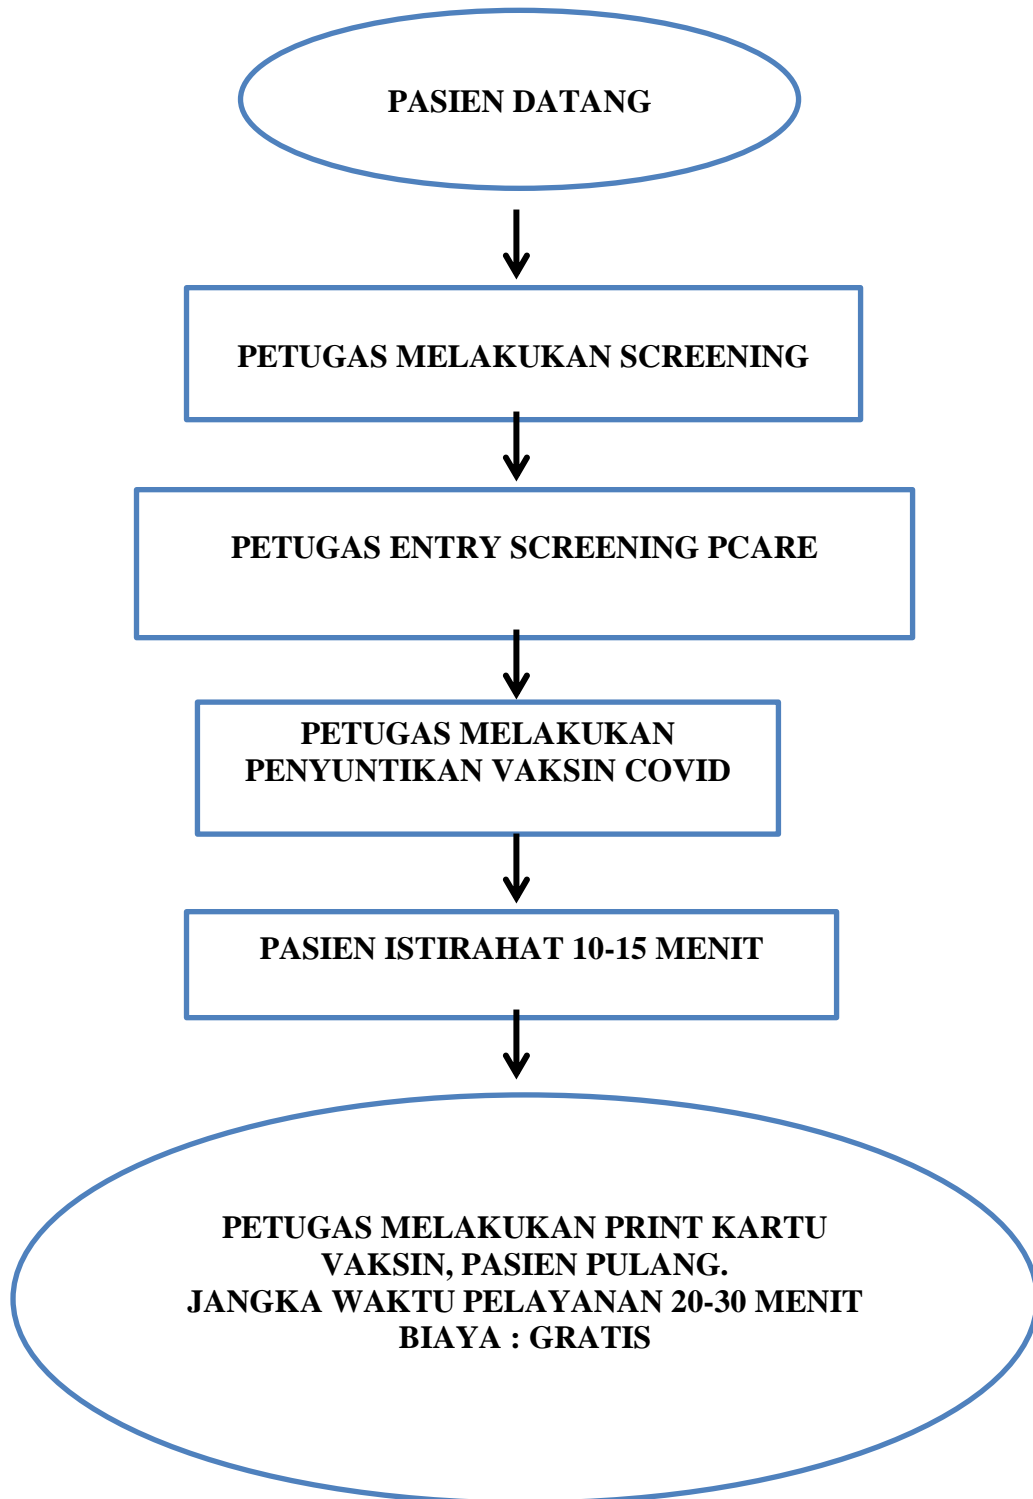 PASIEN DATANG
PETUGAS MELAKUKAN SCREENING
PETUGAS ENTRY SCREENING PCARE
PETUGAS MELAKUKAN
PENYUNTIKAN VAKSIN COVID
PASIEN ISTIRAHAT 10-15 MENIT
PETUGAS MELAKUKAN PRINT KARTU
VAKSIN, PASIEN PULANG.
JANGKA WAKTU PELAYANAN 20-30 MENIT
BIAYA : GRATIS